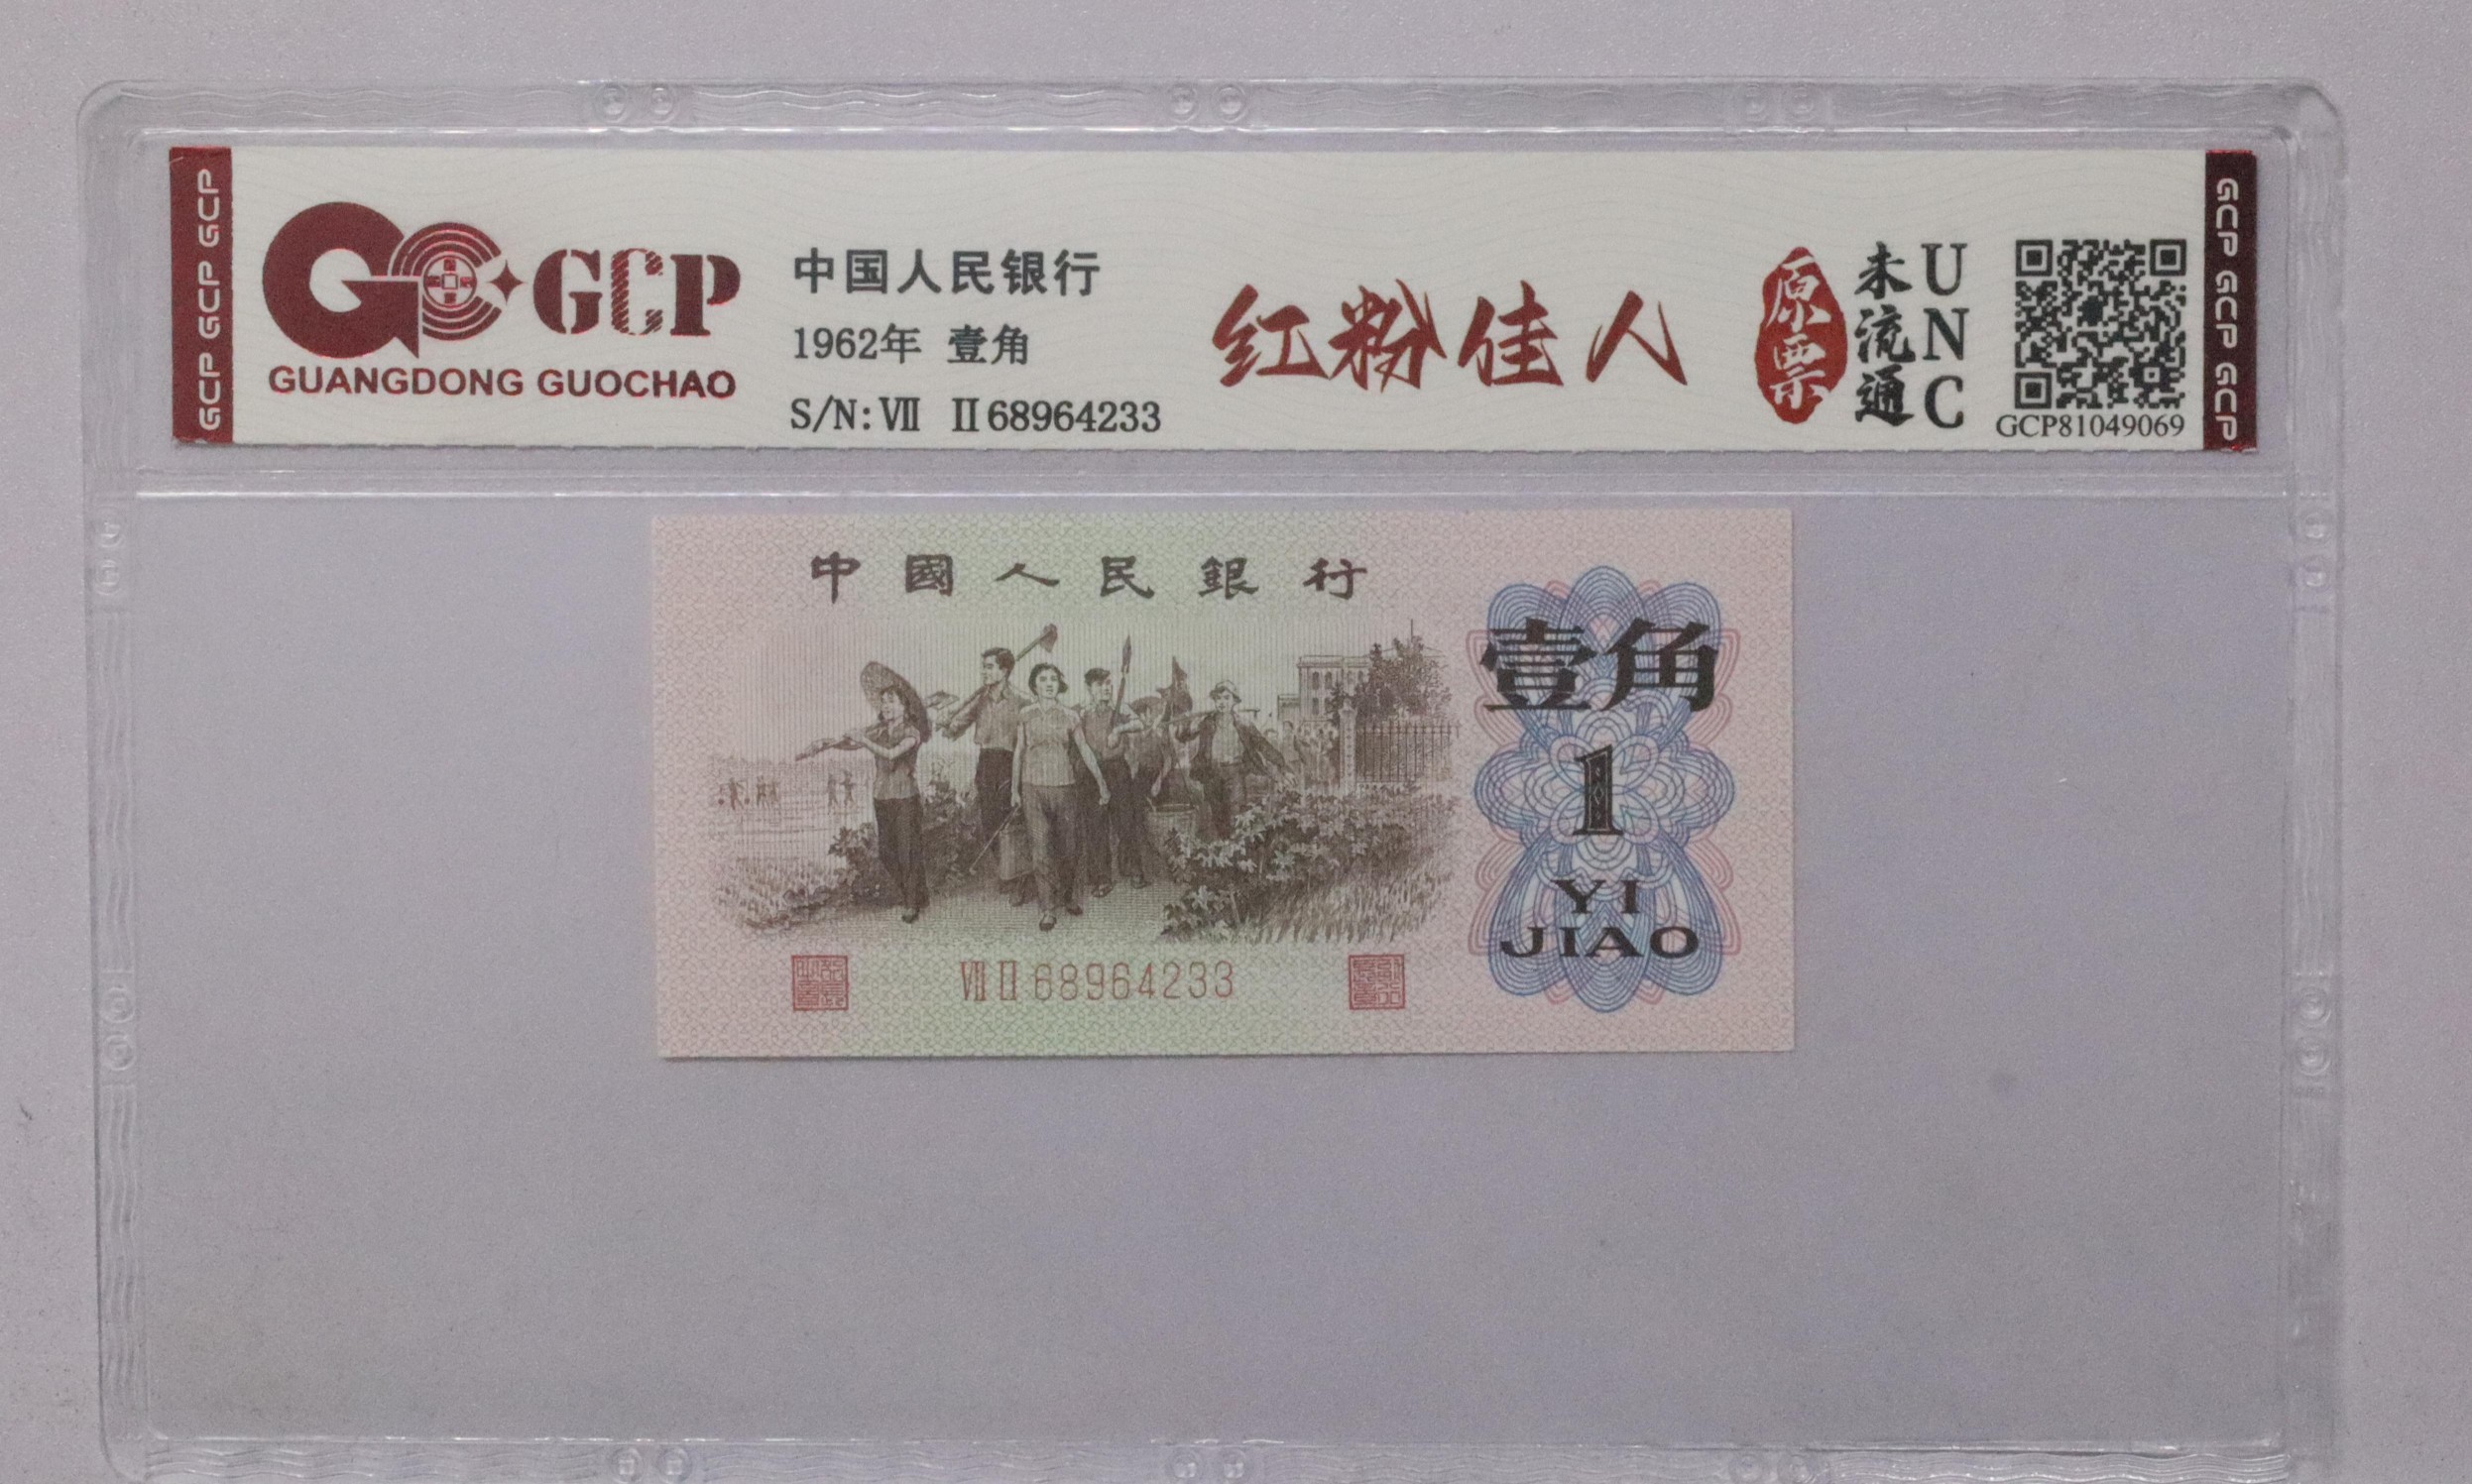 GCP GCP GCP
GCP
GUANGDONG GUOCHAO
中国人民银行
1962年 壹角
S/N: Ⅶ Ⅱ 68964233
红粉佳人
原票
未流通
UNC
GCP81049069
GCP GCP GCP
中國人民銀行
壹角
1
YI
JIAO
Ⅶ Ⅱ 68964233